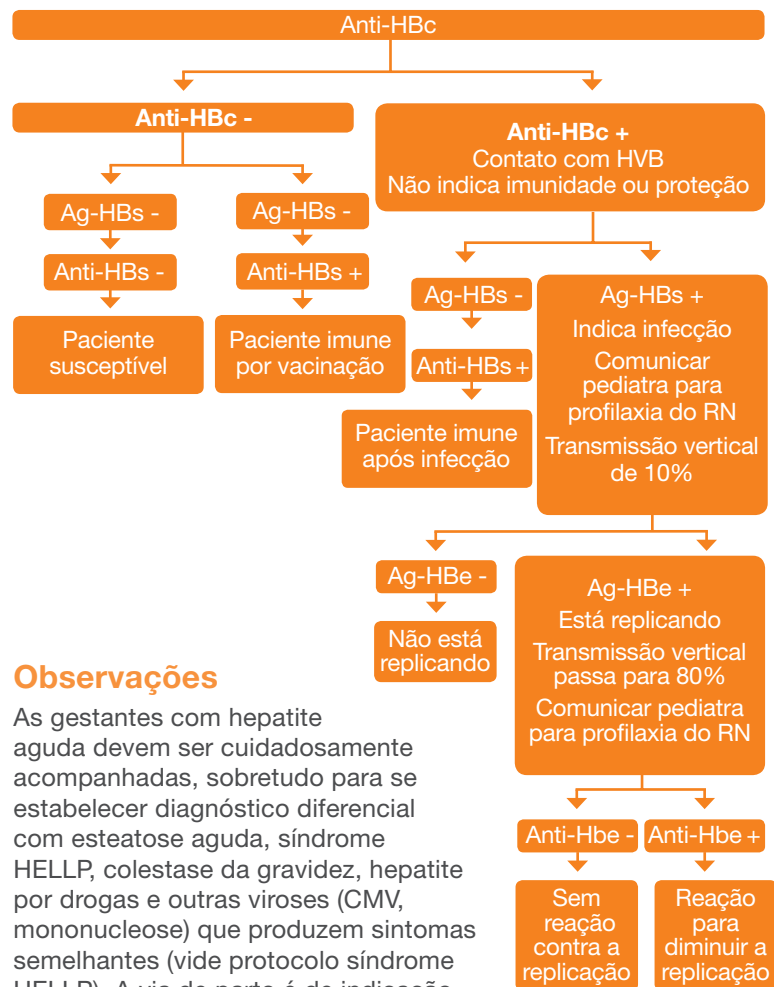 Anti-HBc
Anti-HBc -
Ag-HBs -
Anti-HBs -
Paciente
susceptível
Ag-HBs -
Anti-HBs +
Paciente imune
por vacinação
Anti-HBc +
Contato com HVB
Não indica imunidade ou proteção
Ag-HBs -
Anti-HBs +
Paciente imune
após infecção
Ag-HBs +
Indica infecção
Comunicar
pediatra para
profilaxia do RN
Transmissão vertical
de 10%
Ag-HBe -
Não está
replicando
Ag-HBe +
Está replicando
Transmissão vertical
passa para 80%
Comunicar pediatra
para profilaxia do RN
Anti-Hbe -
Sem
reação
contra a
replicação
Anti-Hbe +
Reação
para
diminuir a
replicação
Observações
As gestantes com hepatite
aguda devem ser cuidadosamente
acompanhadas, sobretudo para se
estabelecer diagnóstico diferencial
com esteatose aguda, síndrome
HELLP, colestase da gravidez, hepatite
por drogas e outras viroses (CMV,
mononucleose) que produzem sintomas
semelhantes (vide protocolo síndrome
HELLP). A via de parto é de indicação